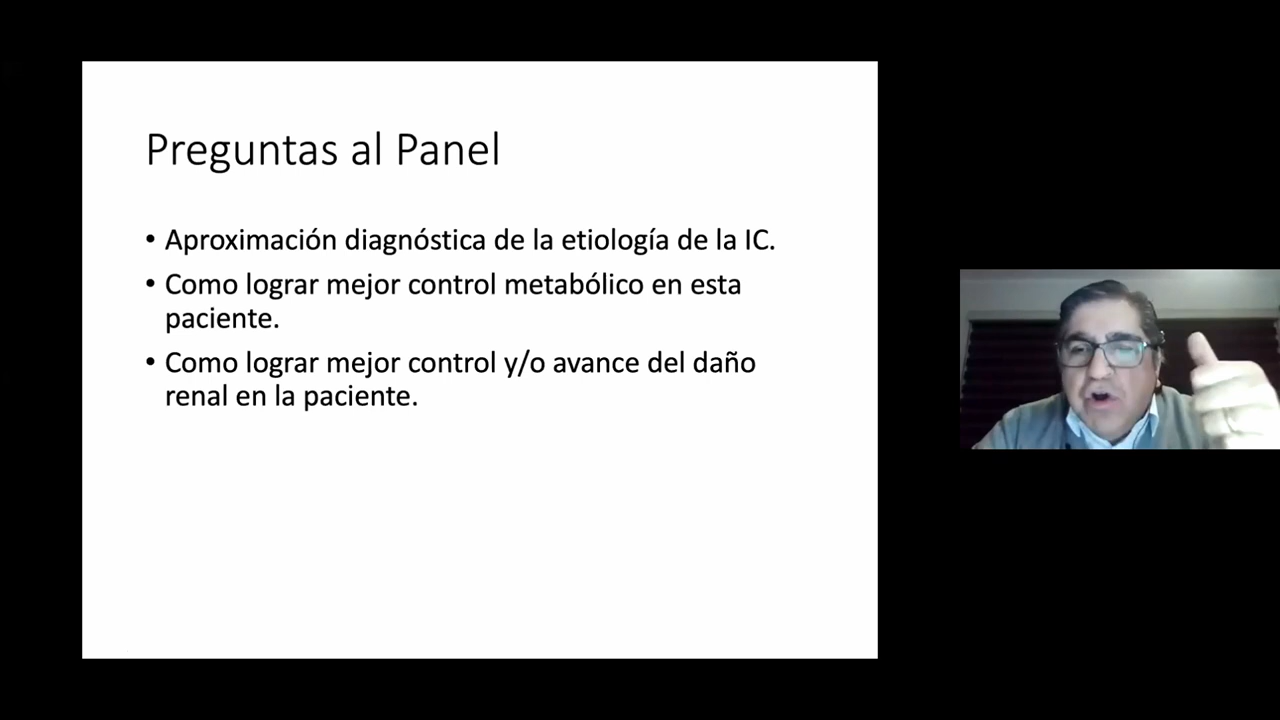 Preguntas al Panel
• Aproximación diagnóstica de la etiología de la IC.
• Como lograr mejor control metabólico en esta
paciente.
• Como lograr mejor control y/o avance del daño
renal en la paciente.